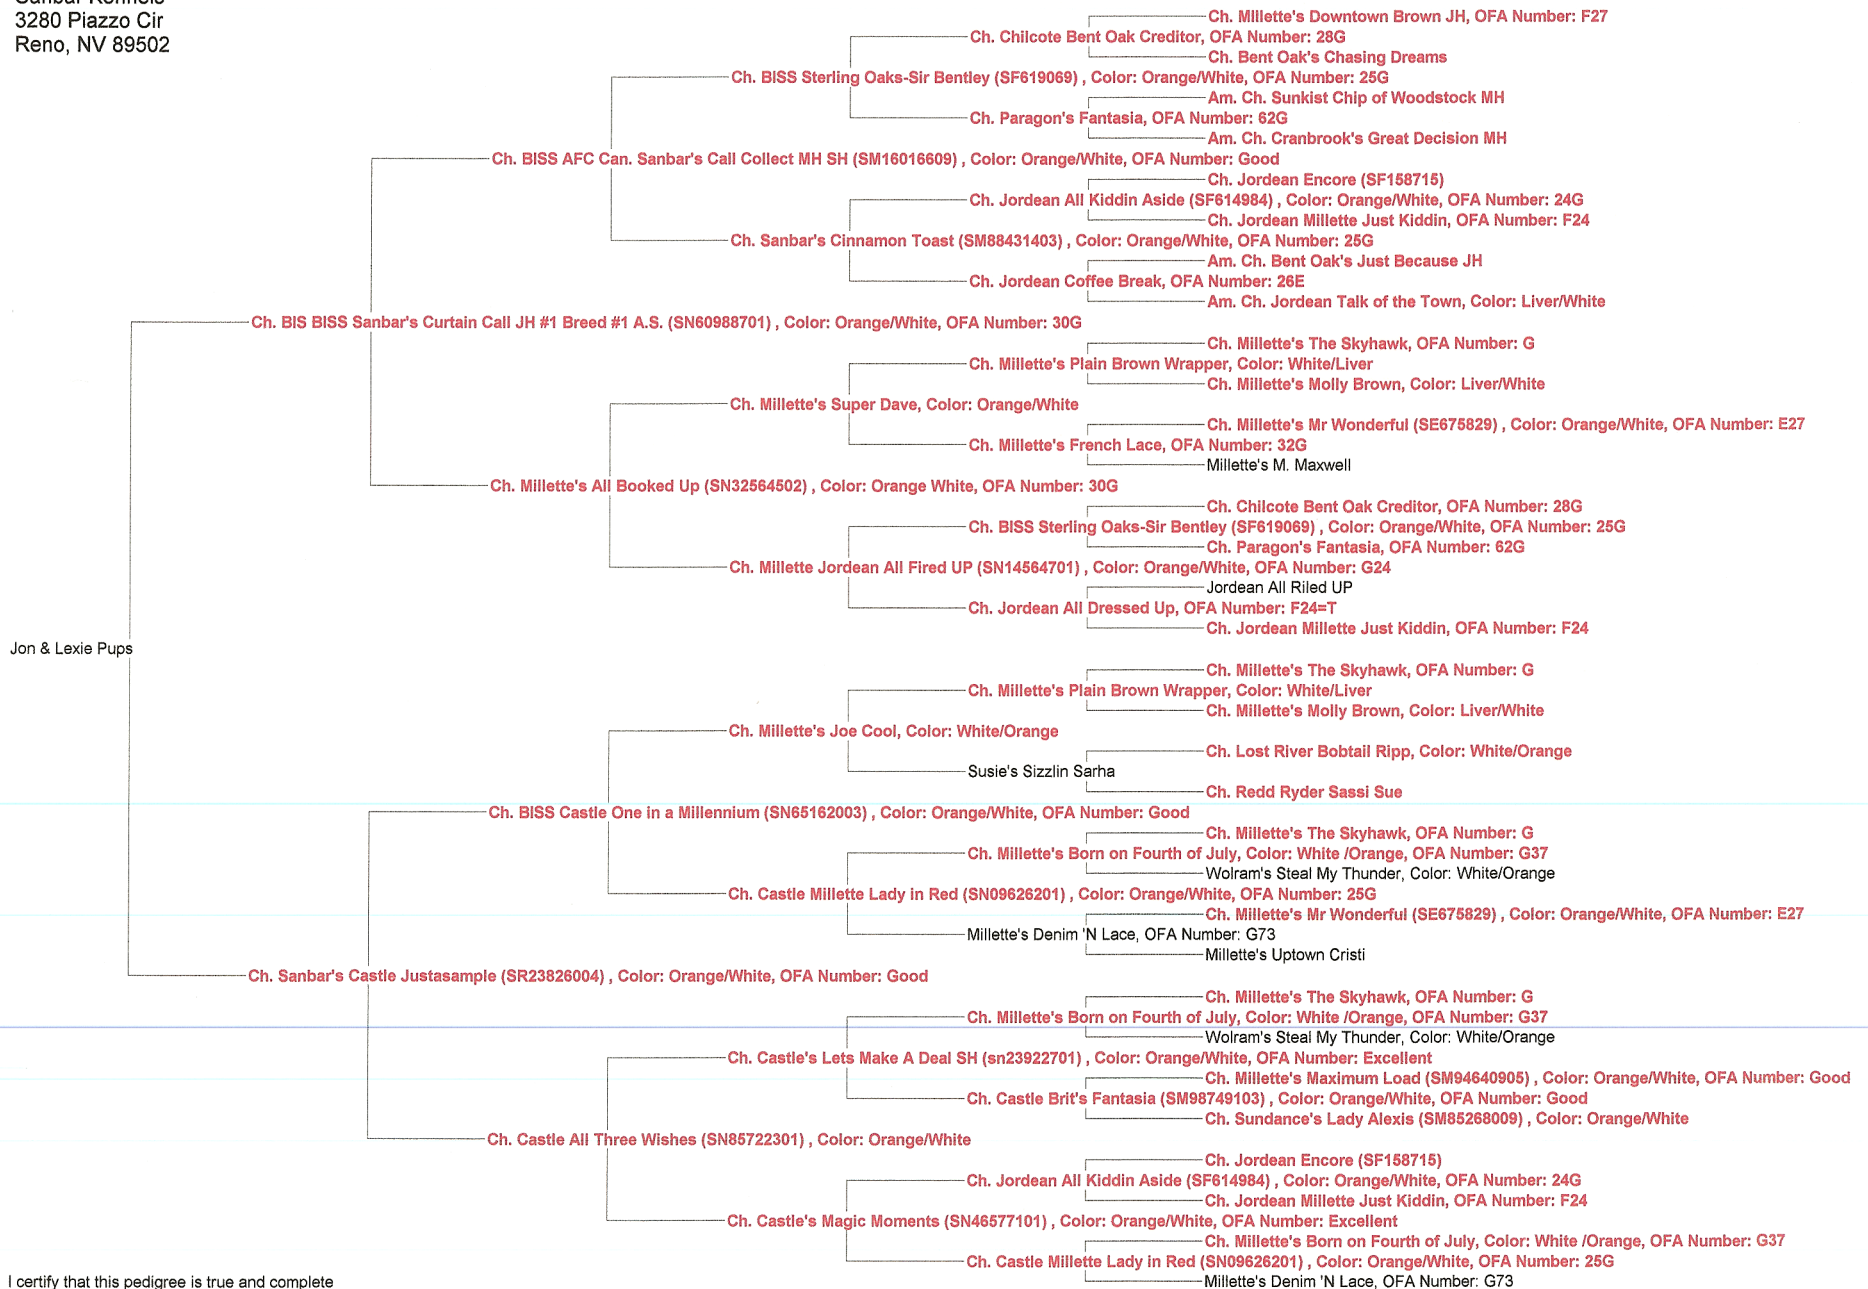 3280 Piazzo Cir
Reno, NV 89502
Ch. Millette's Downtown Brown JH, OFA Number: F27
Ch. Chilcote Bent Oak Creditor, OFA Number: 28G
Ch. Bent Oak's Chasing Dreams
Ch. BISS Sterling Oaks-Sir Bentley (SF619069) , Color: Orange/White, OFA Number: 25G
Am. Ch. Sunkist Chip of Woodstock MH
Ch. Paragon's Fantasia, OFA Number: 62G
Am. Ch. Cranbrook's Great Decision MH
Ch. BISS AFC Can. Sanbar's Call Collect MH SH (SM16016609) , Color: Orange/White, OFA Number: Good
Ch. Jordean Encore (SF158715)
Ch. Jordean All Kiddin Aside (SF614984) , Color: Orange/White, OFA Number: 24G
Ch. Jordean Millette Just Kiddin, OFA Number: F24
Ch. Sanbar's Cinnamon Toast (SM88431403) , Color: Orange/White, OFA Number: 25G
Am. Ch. Bent Oak's Just Because JH
Ch. Jordean Coffee Break, OFA Number: 26E
Am. Ch. Jordean Talk of the Town, Color: Liver/White
Ch. BIS BISS Sanbar's Curtain Call JH #1 Breed #1 A.S. (SN60988701) , Color: Orange/White, OFA Number: 30G
Ch. Millette's The Skyhawk, OFA Number: G
Ch. Millette's Plain Brown Wrapper, Color: White/Liver
Ch. Millette's Molly Brown, Color: Liver/White
Ch. Millette's Super Dave, Color: Orange/White
Ch. Millette's Mr Wonderful (SE675829) , Color: Orange/White, OFA Number: E27
Ch. Millette's French Lace, OFA Number: 32G
Millette's M. Maxwell
Ch. Millette's All Booked Up (SN32564502) , Color: Orange White, OFA Number: 30G
Ch. Chilcote Bent Oak Creditor, OFA Number: 28G
Ch. BISS Sterling Oaks-Sir Bentley (SF619069) , Color: Orange/White, OFA Number: 25G
Ch. Paragon's Fantasia, OFA Number: 62G
Ch. Millette Jordean All Fired UP (SN14564701) , Color: Orange/White, OFA Number: G24
Jordean All Riled UP
Ch. Jordean All Dressed Up, OFA Number: F24=T
Ch. Jordean Millette Just Kiddin, OFA Number: F24
Jon & Lexie Pups
Ch. Millette's The Skyhawk, OFA Number: G
Ch. Millette's Plain Brown Wrapper, Color: White/Liver
Ch. Millette's Molly Brown, Color: Liver/White
Ch. Millette's Joe Cool, Color: White/Orange
Ch. Lost River Bobtail Ripp, Color: White/Orange
Susie's Sizzlin Sarha
Ch. Redd Ryder Sassi Sue
Ch. BISS Castle One in a Millennium (SN65162003) , Color: Orange/White, OFA Number: Good
Ch. Millette's The Skyhawk, OFA Number: G
Ch. Millette's Born on Fourth of July, Color: White /Orange, OFA Number: G37
Wolram's Steal My Thunder, Color: White/Orange
Ch. Castle Millette Lady in Red (SN09626201) , Color: Orange/White, OFA Number: 25G
Ch. Millette's Mr Wonderful (SE675829) , Color: Orange/White, OFA Number: E27
Millette's Denim 'N Lace, OFA Number: G73
Millette's Uptown Cristi
Ch. Sanbar's Castle Justasample (SR23826004) , Color: Orange/White, OFA Number: Good
Ch. Millette's The Skyhawk, OFA Number: G
Ch. Millette's Born on Fourth of July, Color: White /Orange, OFA Number: G37
Wolram's Steal My Thunder, Color: White/Orange
Ch. Castle's Lets Make A Deal SH (sn23922701) , Color: Orange/White, OFA Number: Excellent
Ch. Millette's Maximum Load (SM94640905) , Color: Orange/White, OFA Number: Good
Ch. Castle Brit's Fantasia (SM98749103) , Color: Orange/White, OFA Number: Good
Ch. Sundance's Lady Alexis (SM85268009) , Color: Orange/White
Ch. Castle All Three Wishes (SN85722301) , Color: Orange/White
Ch. Jordean Encore (SF158715)
Ch. Jordean All Kiddin Aside (SF614984) , Color: Orange/White, OFA Number: 24G
Ch. Jordean Millette Just Kiddin, OFA Number: F24
Ch. Castle's Magic Moments (SN46577101) , Color: Orange/White, OFA Number: Excellent
Ch. Millette's Born on Fourth of July, Color: White /Orange, OFA Number: G37
Ch. Castle Millette Lady in Red (SN09626201) , Color: Orange/White, OFA Number: 25G
Millette's Denim 'N Lace, OFA Number: G73
I certify that this pedigree is true and complete